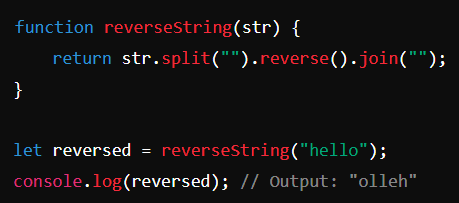 function reverseString(str) {
    return str.split("").reverse().join("");
}

let reversed = reverseString("hello");
console.log(reversed); // Output: "olleh"